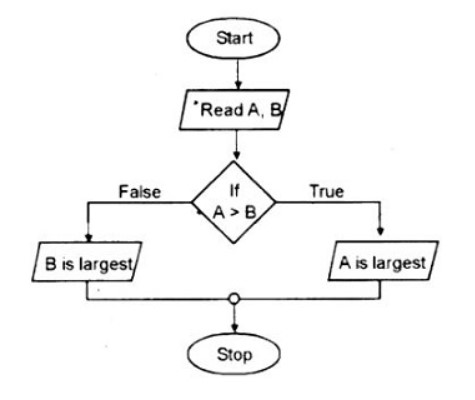 Start
Read A, B
False
If
True
A > B
B is largest
A is largest
Stop